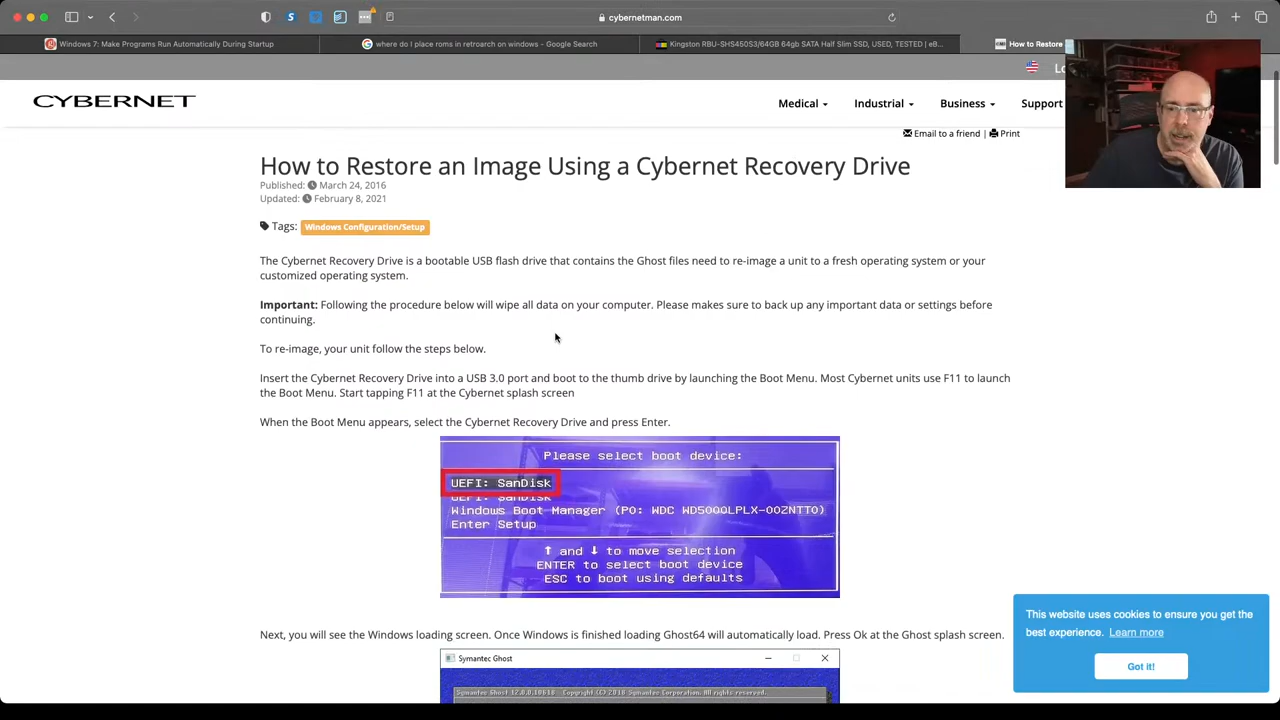 cybernetman.com
Windows 7: Make Programs Run Automatically During Startup
where do I place roms in retroarch on windows - Google Search
Kingston RBU-SHS450S3/64GB 64gb SATA Half Slim SSD, USED, TESTED | eB...
How to Restore
CYBERNET
Medical
Industrial
Business
Support
Email to a friend | Print
How to Restore an Image Using a Cybernet Recovery Drive
Published: March 24, 2016
Updated: February 8, 2021
Tags: Windows Configuration/Setup
The Cybernet Recovery Drive is a bootable USB flash drive that contains the Ghost files need to re-image a unit to a fresh operating system or your
customized operating system.
Important: Following the procedure below will wipe all data on your computer. Please makes sure to back up any important data or settings before
continuing.
To re-image, your unit follow the steps below.
Insert the Cybernet Recovery Drive into a USB 3.0 port and boot to the thumb drive by launching the Boot Menu. Most Cybernet units use F11 to launch
the Boot Menu. Start tapping F11 at the Cybernet splash screen
When the Boot Menu appears, select the Cybernet Recovery Drive and press Enter.
Please select boot device:
UEFI: SanDisk
UEFI: SanDisk
Windows Boot Manager (P0: WDC WD5000LPLX-00ZNTT0)
Enter Setup
↑ and ↓ to move selection
ENTER to select boot device
ESC to boot using defaults
Next, you will see the Windows loading screen. Once Windows is finished loading Ghost64 will automatically load. Press Ok at the Ghost splash screen.
Symantec Ghost
This website uses cookies to ensure you get the
best experience. Learn more
Got it!